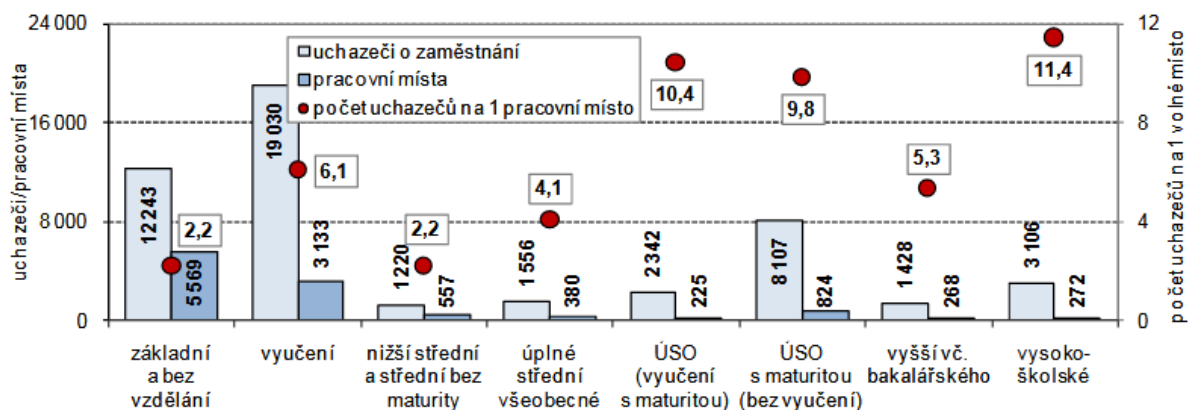 uchazeči/pracovní místa
24 000
16 000
8 000
0
uchazeči o zaměstnání
pracovní místa
počet uchazečů na 1 pracovní místo
12 243
5 569
2,2
19 030
3 133
6,1
1 220
557
2,2
1 556
380
4,1
2 342
225
10,4
8 107
824
9,8
1 428
268
5,3
3 106
272
11,4
12
8
4
0
počet uchazečů na 1 volné místo
základní
a bez
vzdělání
vyučení
nižší střední
a střední bez
maturity
úplné
střední
všeobecné
ÚSO
(vyučení
s maturitou)
ÚSO
s maturitou
(bez vyučení)
vyšší vč.
bakalářského
vysoko-
školské